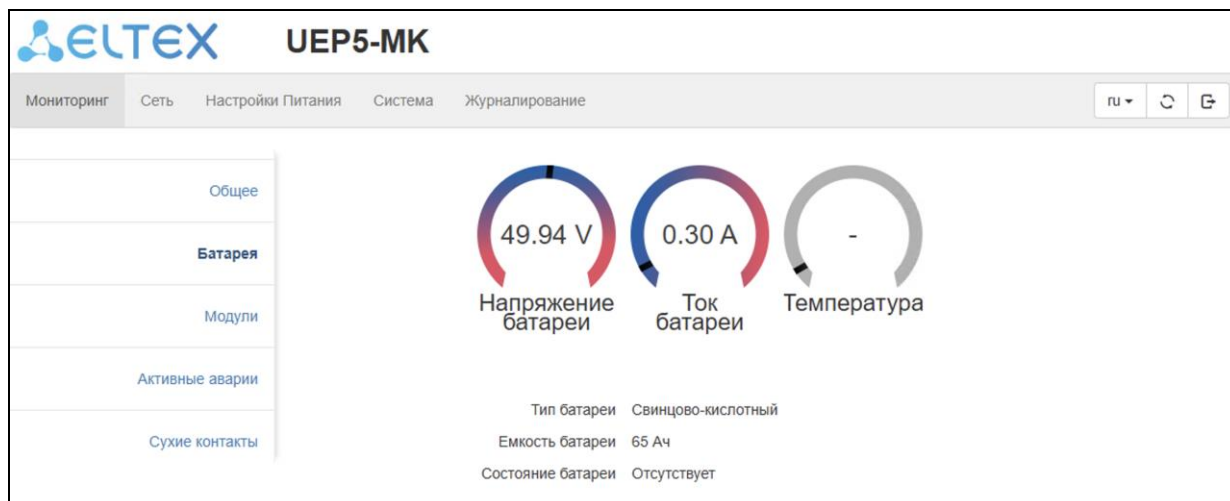 ELTEX UEP5-MK
Мониторинг Сеть Настройки Питания Система Журналирование ru
Общее
Батарея
Модули
Активные аварии
Сухие контакты
49.94 V 0.30 A -
Напряжение батареи Ток батареи Температура
Тип батареи Свинцово-кислотный
Емкость батареи 65 Ач
Состояние батареи Отсутствует